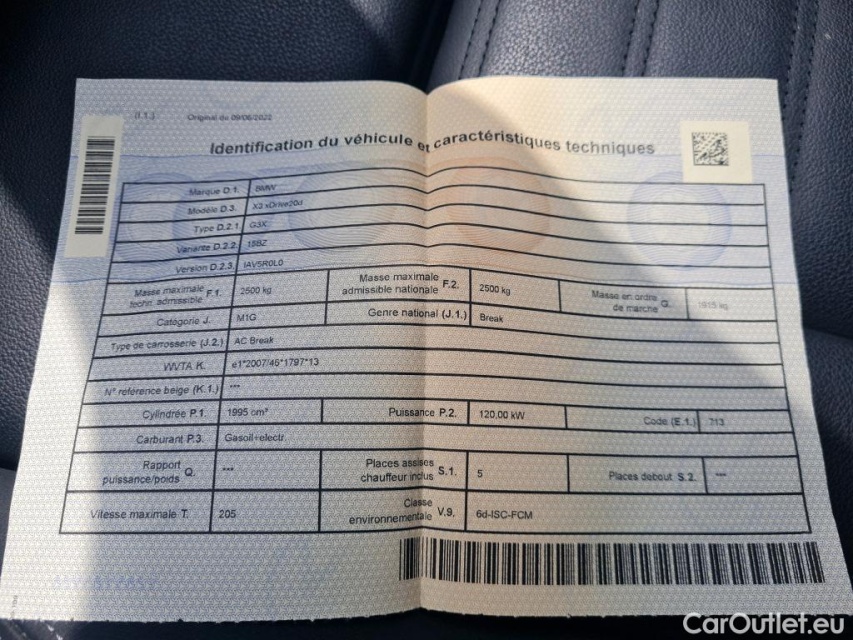 (I.1.) Original du 09/06/2022
Identification du véhicule et caractéristiques techniques
Marque D.1. BMW
Modèle D.3. X3 xDrive20d
Type D.2.1 G3X
Variante D.2.2. 16BZ
Version D.2.3. IAV5R0L0
Masse maximale techn. admissible F.1. 2500 kg Masse maximale admissible nationale F.2. 2500 kg Masse en ordre de marche G.
Catégorie J. M1G Genre national (J.1.) Break
Type de carrosserie (J.2.) AC Break
WVTA K. e1*2007/46*1797*13
N° référence belge (K.1.) ---
Cylindrée P.1. 1995 cm³ Puissance P.2. 120,00 kW Code (E.1.) 713
Carburant P.3. Gasoil+electr.
Rapport puissance/poids Q. --- Places assises chauffeur inclus S.1. 5 Places debout S.2. ---
Vitesse maximale T. 205 Classe environnementale V.9. 6d-ISC-FCM
CarOutlet.eu